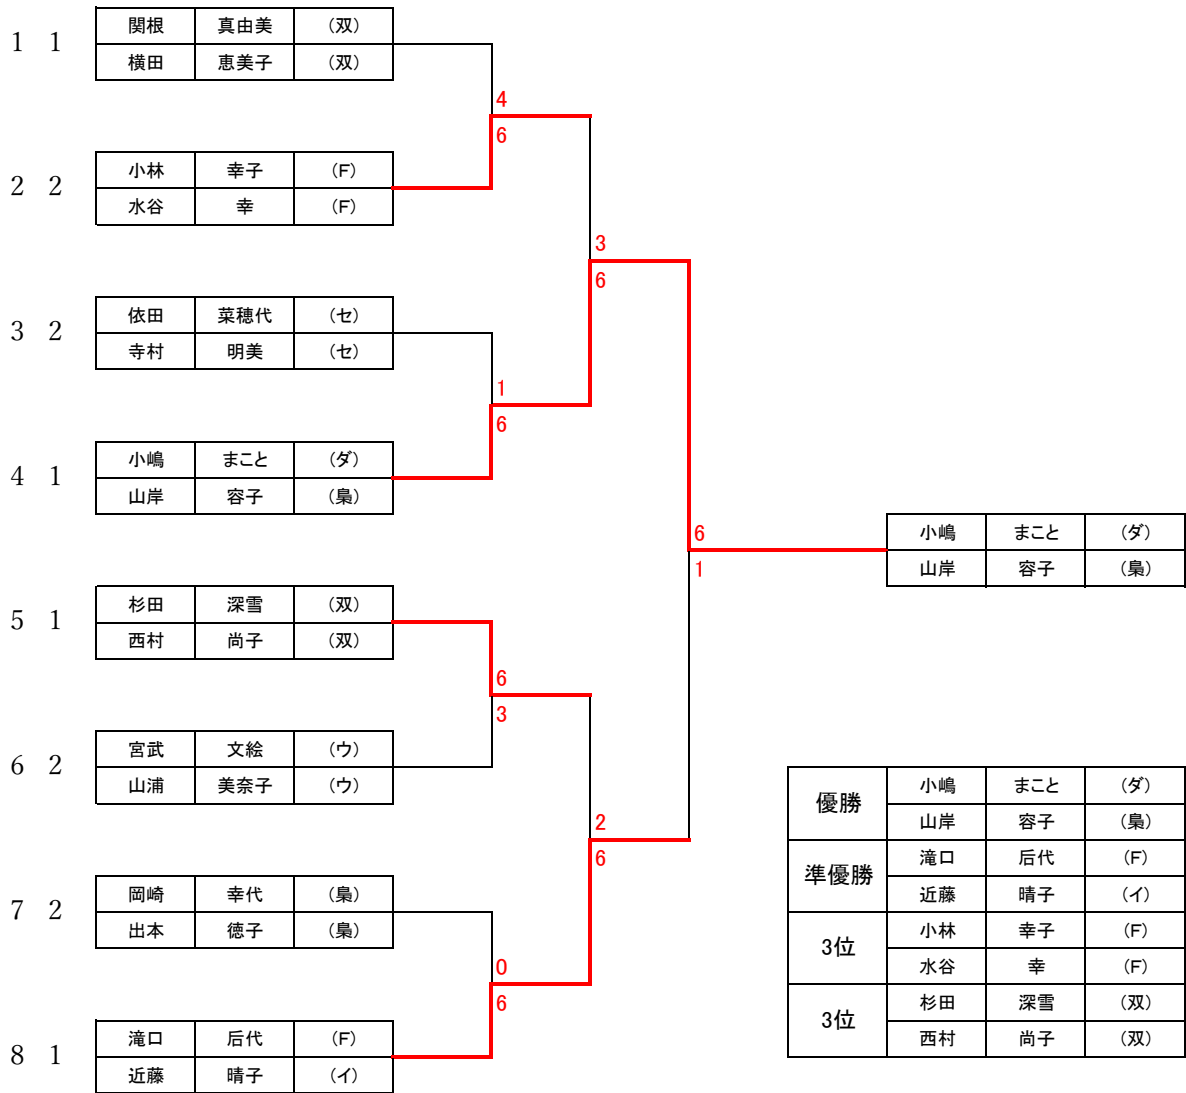 1 1 関根 真由美 （双）
横田 恵美子 （双）
4
6
2 2 小林 幸子 （F）
水谷 幸 （F）
3
6
3 2 依田 菜穂代 （セ）
寺村 明美 （セ）
1
6
4 1 小嶋 まこと （ダ）
山岸 容子 （梟）
6
1
小嶋 まこと （ダ）
山岸 容子 （梟）
5 1 杉田 深雪 （双）
西村 尚子 （双）
6
3
6 2 宮武 文絵 （ウ）
山浦 美奈子 （ウ）
2
6
7 2 岡崎 幸代 （梟）
出本 徳子 （梟）
0
6
8 1 滝口 后代 （F）
近藤 晴子 （イ）
優勝 小嶋 まこと （ダ）
山岸 容子 （梟）
準優勝 滝口 后代 （F）
近藤 晴子 （イ）
3位 小林 幸子 （F）
水谷 幸 （F）
3位 杉田 深雪 （双）
西村 尚子 （双）